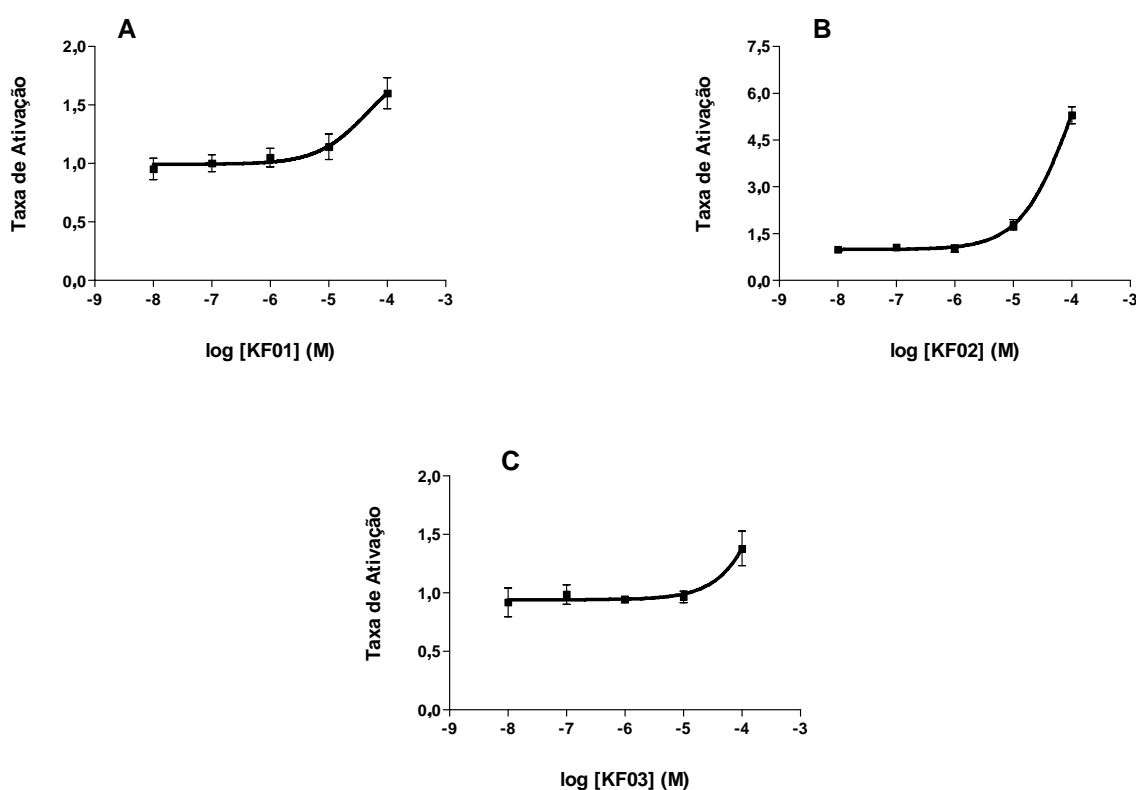 A
2,0
1,5
1,0
0,5
0,0
Taxa de Ativação
-9 -8 -7 -6 -5 -4 -3
log [KF01] (M)
B
7,5
6,0
4,5
3,0
1,5
0,0
Taxa de Ativação
-9 -8 -7 -6 -5 -4 -3
log [KF02] (M)
C
2,0
1,5
1,0
0,5
0,0
Taxa de Ativação
-9 -8 -7 -6 -5 -4 -3
log [KF03] (M)